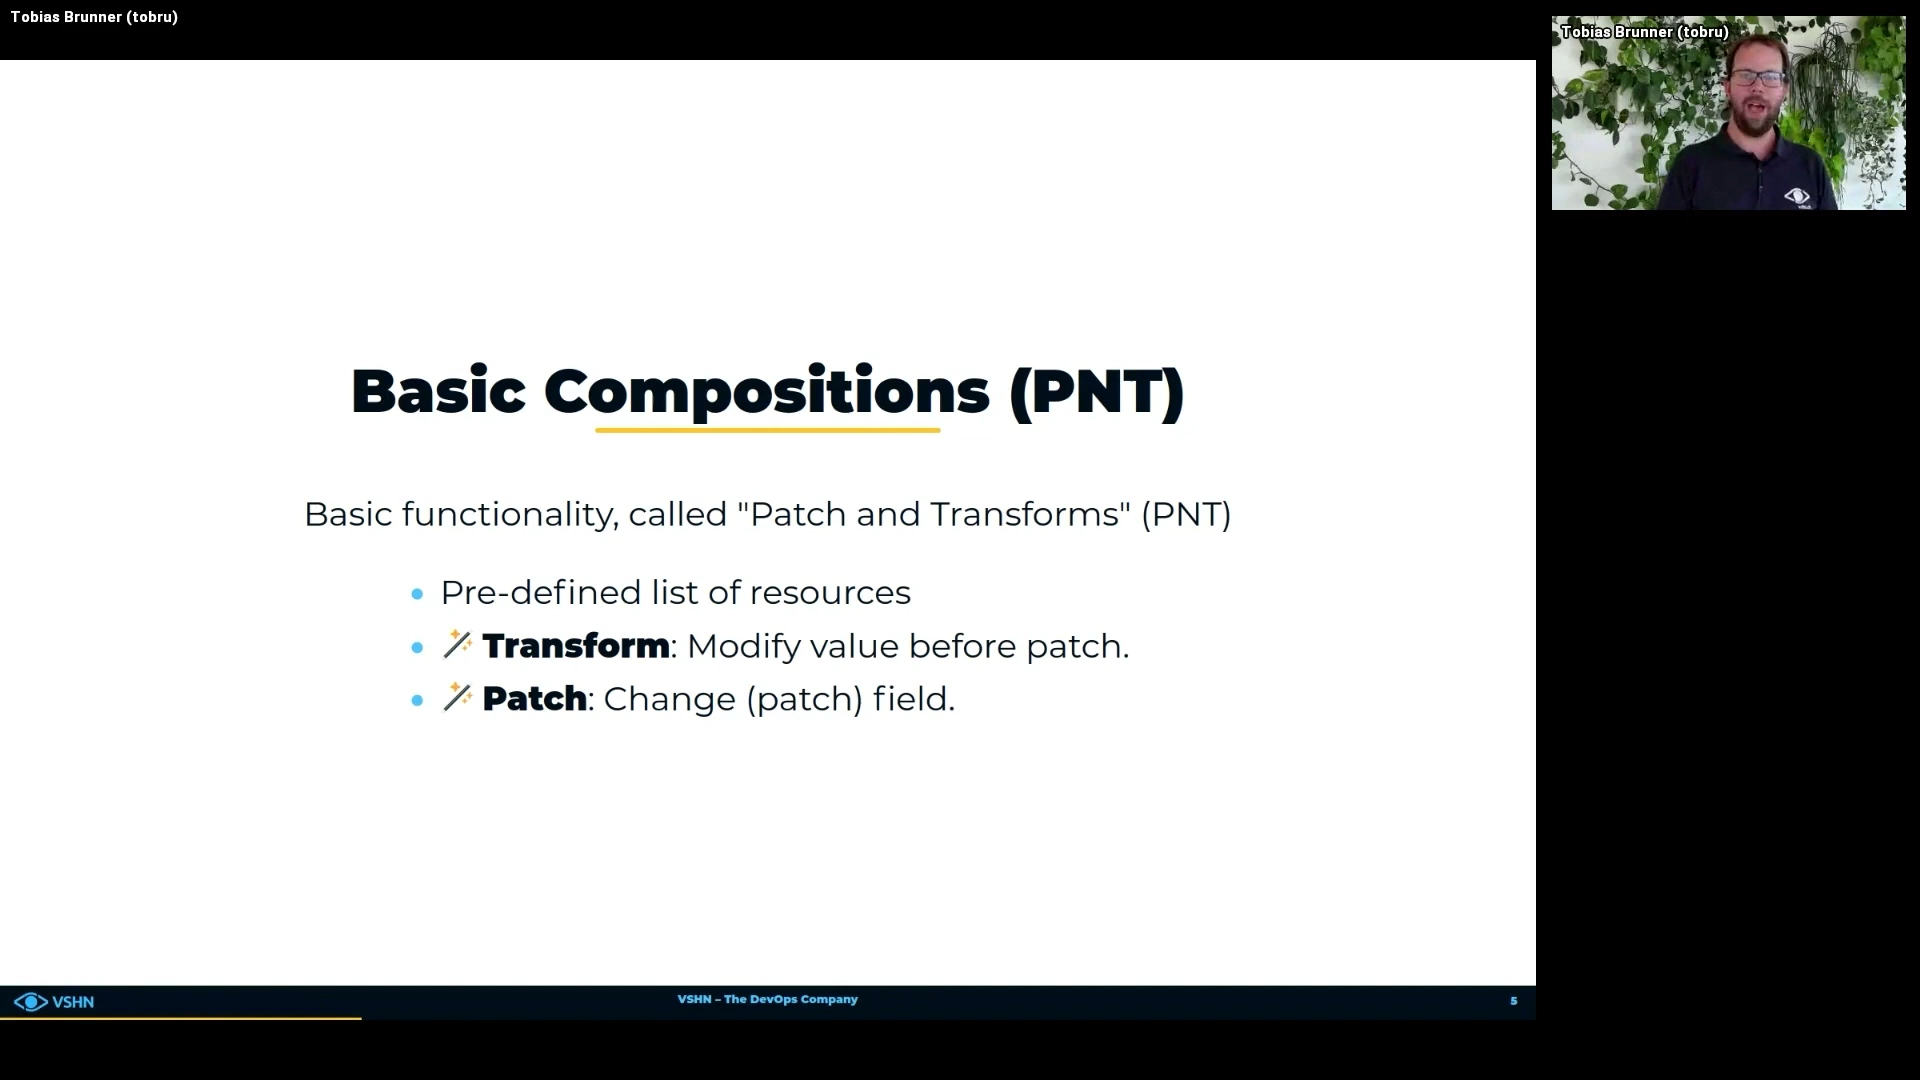 Tobias Brunner (tobru)
Tobias Brunner (tobru)
Basic Compositions (PNT)
Basic functionality, called "Patch and Transforms" (PNT)
Pre-defined list of resources
Transform: Modify value before patch.
Patch: Change (patch) field.
VSHN
VSHN – The DevOps Company
5